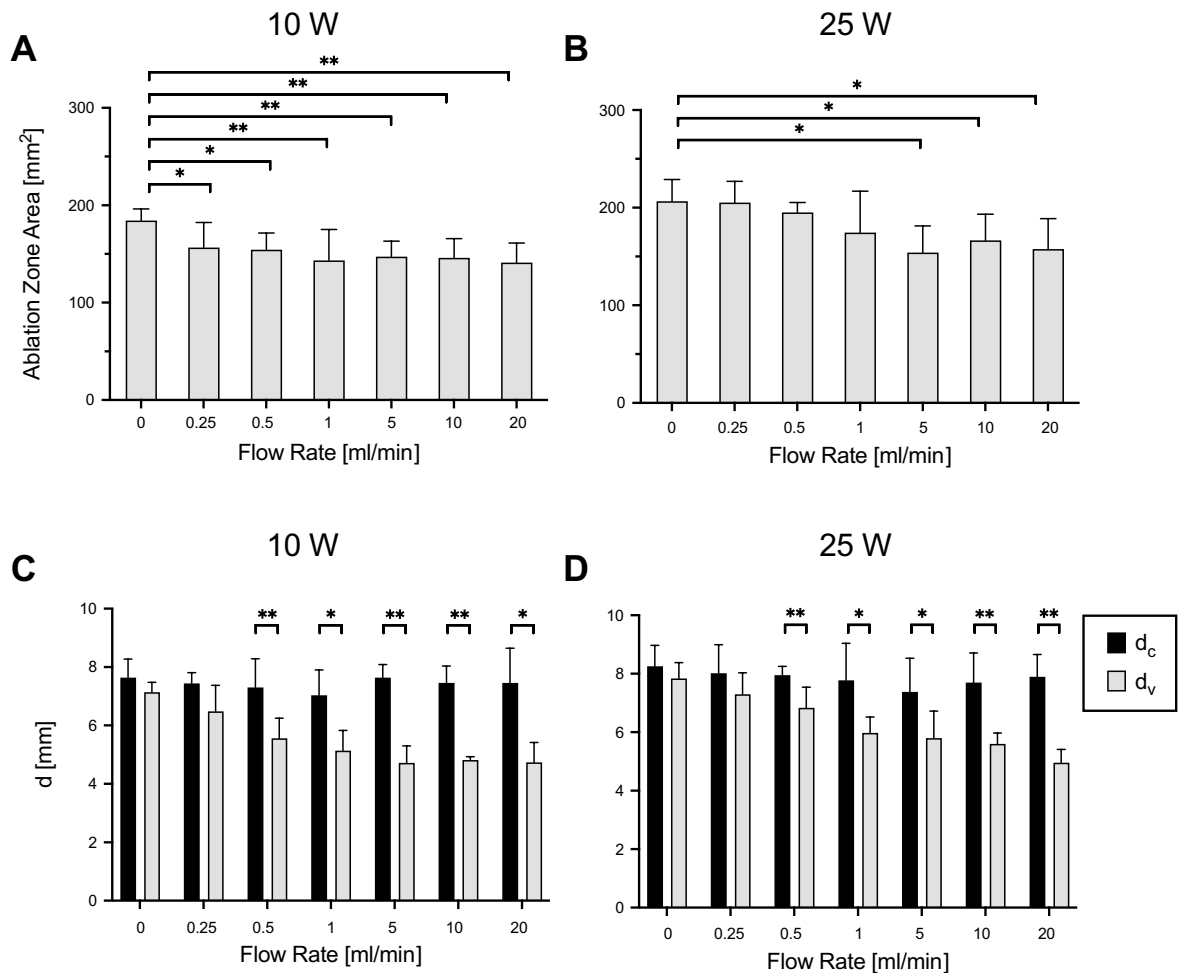 10 W
A
**
**
**
**
*
*
Ablation Zone Area [mm²]
300
200
100
0
0 0.25 0.5 1 5 10 20
Flow Rate [ml/min]
25 W
B
*
*
*
300
200
100
0
0 0.25 0.5 1 5 10 20
Flow Rate [ml/min]
10 W
C
** * ** ** *
d [mm]
10
8
6
4
2
0
0 0.25 0.5 1 5 10 20
Flow Rate [ml/min]
25 W
D
** * * ** **
10
8
6
4
2
0
0 0.25 0.5 1 5 10 20
Flow Rate [ml/min]
d_c
d_v